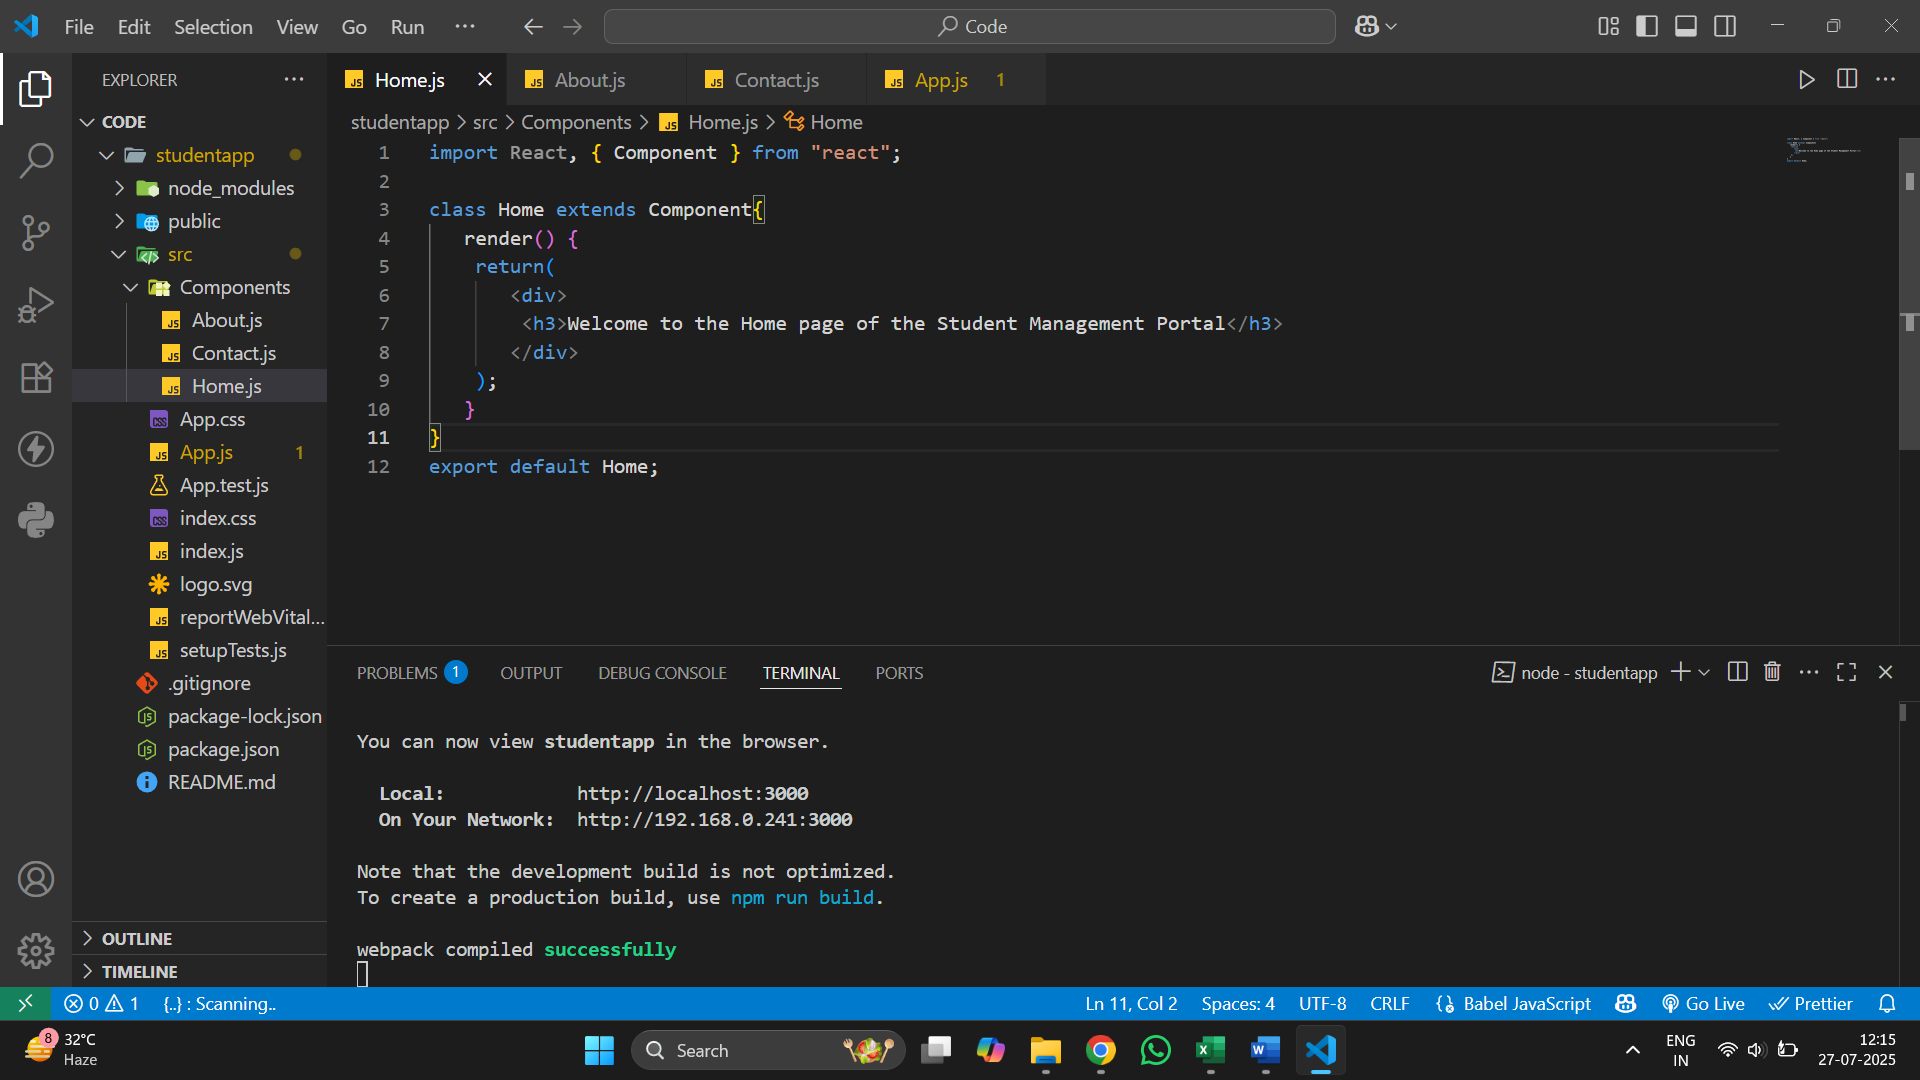 File Edit Selection View Go Run ··· Code
EXPLORER ···
CODE
studentapp
node_modules
public
src
Components
About.js
Contact.js
Home.js
App.css
App.js 1
App.test.js
index.css
index.js
logo.svg
reportWebVital...
setupTests.js
.gitignore
package-lock.json
package.json
README.md
OUTLINE
TIMELINE
Home.js About.js Contact.js App.js 1
studentapp > src > Components > Home.js > Home
1 import React, { Component } from "react";
2
3 class Home extends Component{
4 render() {
5 return(
6 <div>
7 <h3>Welcome to the Home page of the Student Management Portal</h3>
8 </div>
9 );
10 }
11 }
12 export default Home;
PROBLEMS 1 OUTPUT DEBUG CONSOLE TERMINAL PORTS node - studentapp
You can now view studentapp in the browser.
Local: http://localhost:3000
On Your Network: http://192.168.0.241:3000
Note that the development build is not optimized.
To create a production build, use npm run build.
webpack compiled successfully
0 1 {..} : Scanning.. Ln 11, Col 2 Spaces: 4 UTF-8 CRLF Babel JavaScript Go Live Prettier
8 32°C
Haze
Search
ENG
IN
12:15
27-07-2025